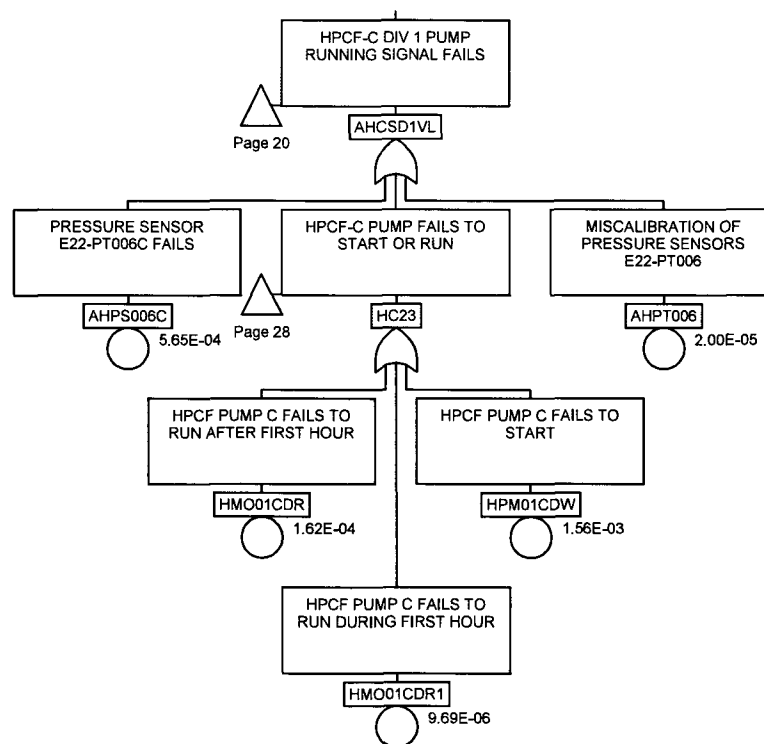 HPCF-C DIV 1 PUMP
RUNNING SIGNAL FAILS
Page 20
AHCSD1VL
PRESSURE SENSOR
E22-PT006C FAILS
AHPS006C
5.65E-04
HPCF-C PUMP FAILS TO
START OR RUN
Page 28
HC23
MISCALIBRATION OF
PRESSURE SENSORS
E22-PT006
AHPT006
2.00E-05
HPCF PUMP C FAILS TO
RUN AFTER FIRST HOUR
HMO01CDR
1.62E-04
HPCF PUMP C FAILS TO
START
HPM01CDW
1.56E-03
HPCF PUMP C FAILS TO
RUN DURING FIRST HOUR
HMO01CDR1
9.69E-06